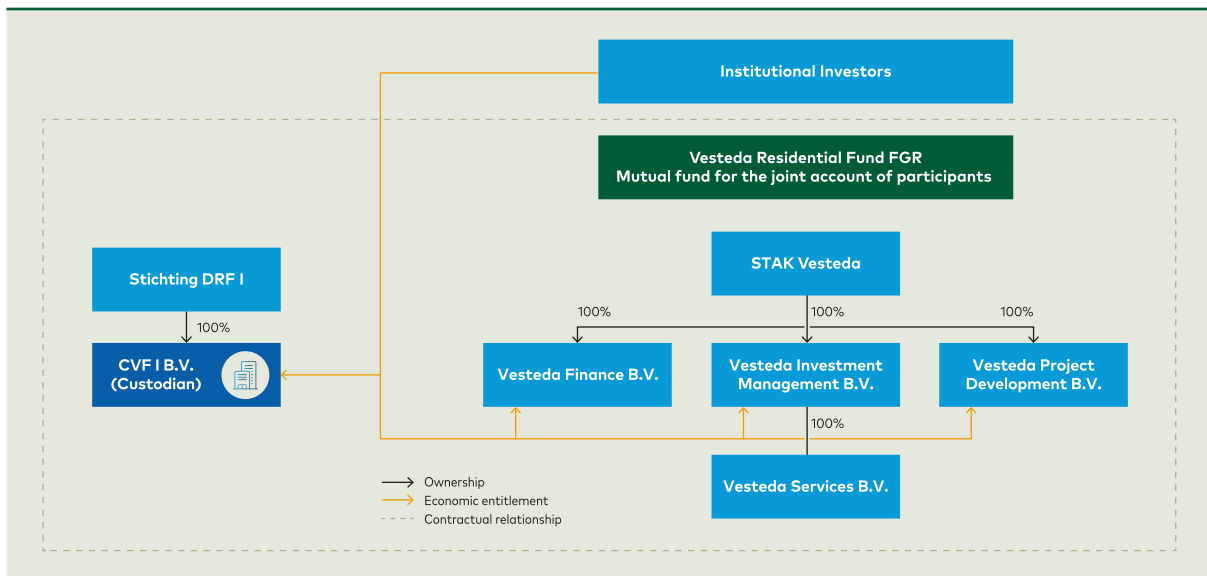 Institutional Investors
Vesteda Residential Fund FGR
Mutual fund for the joint account of participants
Stichting DRF I
STAK Vesteda
100%
100%
100%
100%
CVF I B.V.
(Custodian)
Vesteda Finance B.V.
Vesteda Investment
Management B.V.
Vesteda Project
Development B.V.
100%
Vesteda Services B.V.
Ownership
Economic entitlement
Contractual relationship